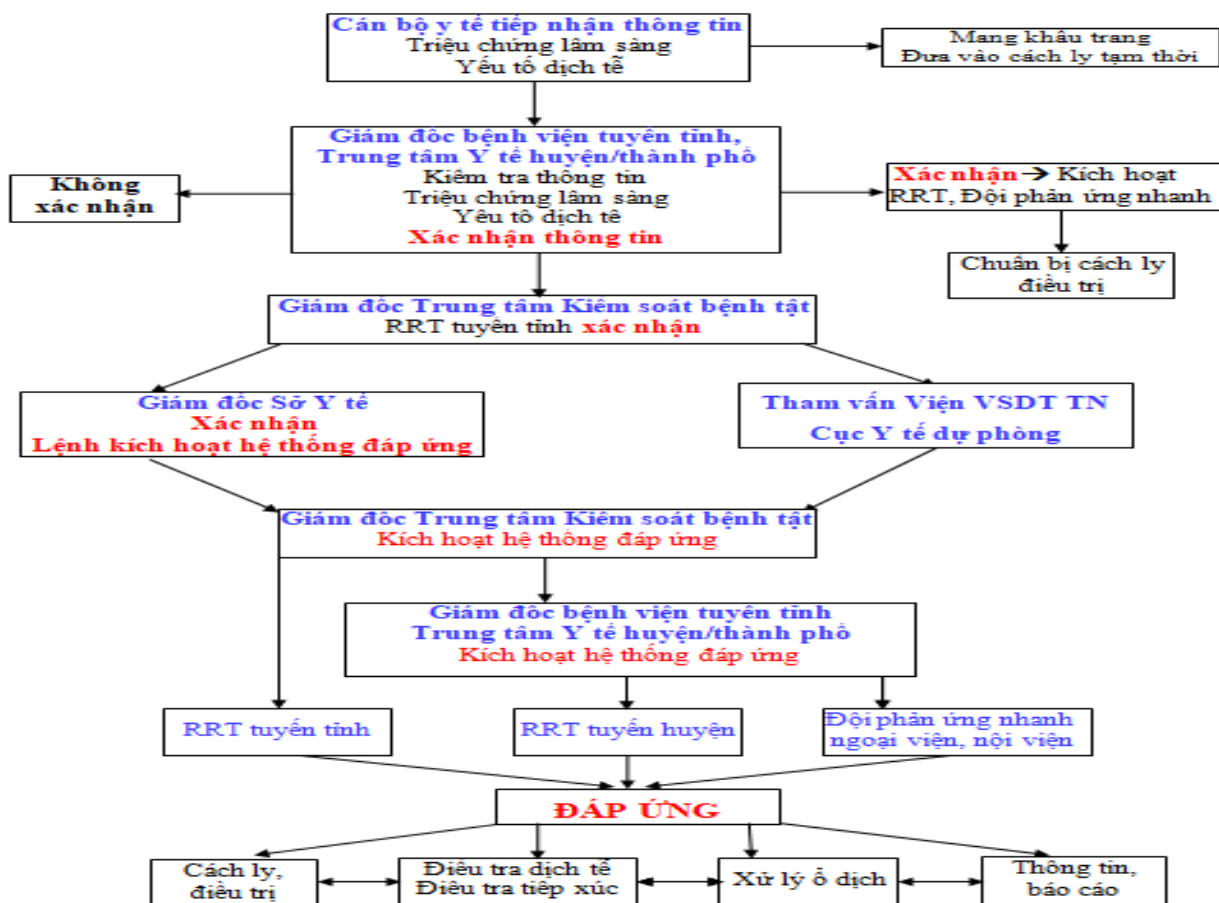 Cán bộ y tế tiếp nhận thông tin
Triệu chứng lâm sàng
Yếu tố dịch tễ
Mang khẩu trang
Đưa vào cách ly tạm thời
Giám đốc bệnh viện tuyến tỉnh,
Trung tâm Y tế huyện/thành phố
Kiểm tra thông tin
Triệu chứng lâm sàng
Yếu tố dịch tễ
Xác nhận thông tin
Không
xác nhận
Xác nhận → Kích hoạt
RRT, Đội phản ứng nhanh
Chuẩn bị cách ly
điều trị
Giám đốc Trung tâm Kiểm soát bệnh tật
RRT tuyến tỉnh xác nhận
Giám đốc Sở Y tế
Xác nhận
Lệnh kích hoạt hệ thống đáp ứng
Tham vấn Viện VSDT TN
Cục Y tế dự phòng
Giám đốc Trung tâm Kiểm soát bệnh tật
Kích hoạt hệ thống đáp ứng
Giám đốc bệnh viện tuyến tỉnh
Trung tâm Y tế huyện/thành phố
Kích hoạt hệ thống đáp ứng
RRT tuyến tỉnh
RRT tuyến huyện
Đội phản ứng nhanh
ngoại viện, nội viện
ĐÁP ỨNG
Cách ly,
điều trị
Điều tra dịch tễ
Điều tra tiếp xúc
Xử lý ổ dịch
Thông tin,
báo cáo